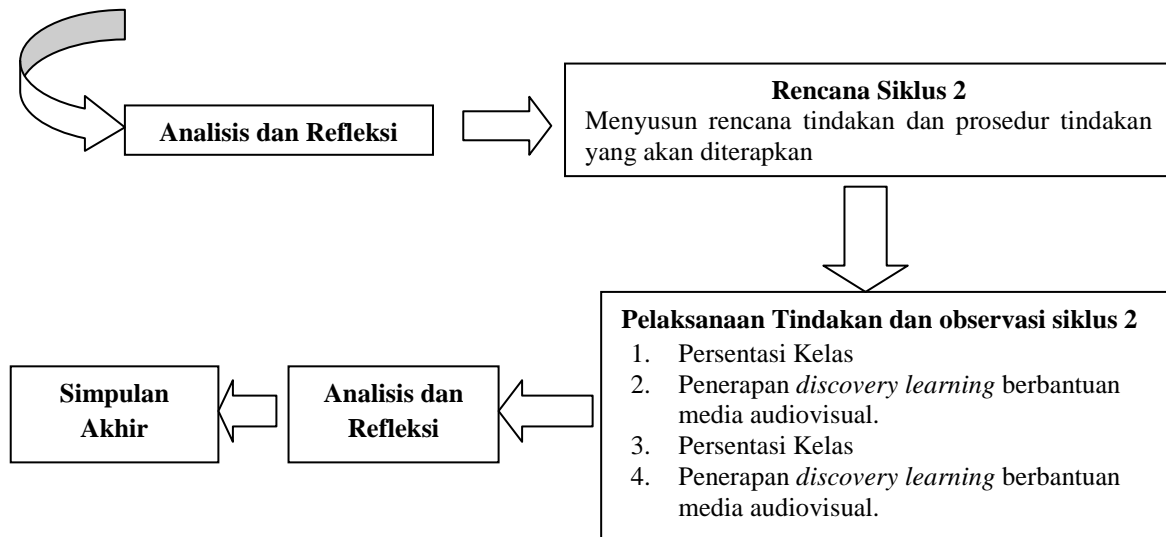 Analisis dan Refleksi
Rencana Siklus 2
Menyusun rencana tindakan dan prosedur tindakan
yang akan diterapkan
Pelaksanaan Tindakan dan observasi siklus 2
1. Persentasi Kelas
2. Penerapan discovery learning berbantuan
media audiovisual.
3. Persentasi Kelas
4. Penerapan discovery learning berbantuan
media audiovisual.
Analisis dan
Refleksi
Simpulan
Akhir